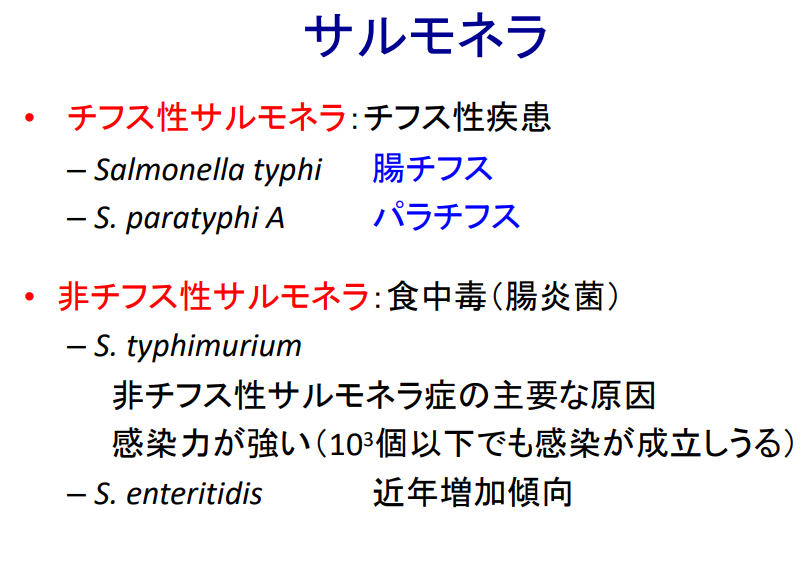 サルモネラ
• チフス性サルモネラ：チフス性疾患
– Salmonella typhi 腸チフス
– S. paratyphi A パラチフス
• 非チフス性サルモネラ：食中毒（腸炎菌）
– S. typhimurium
非チフス性サルモネラ症の主要な原因
感染力が強い（10³個以下でも感染が成立しうる）
– S. enteritidis 近年増加傾向